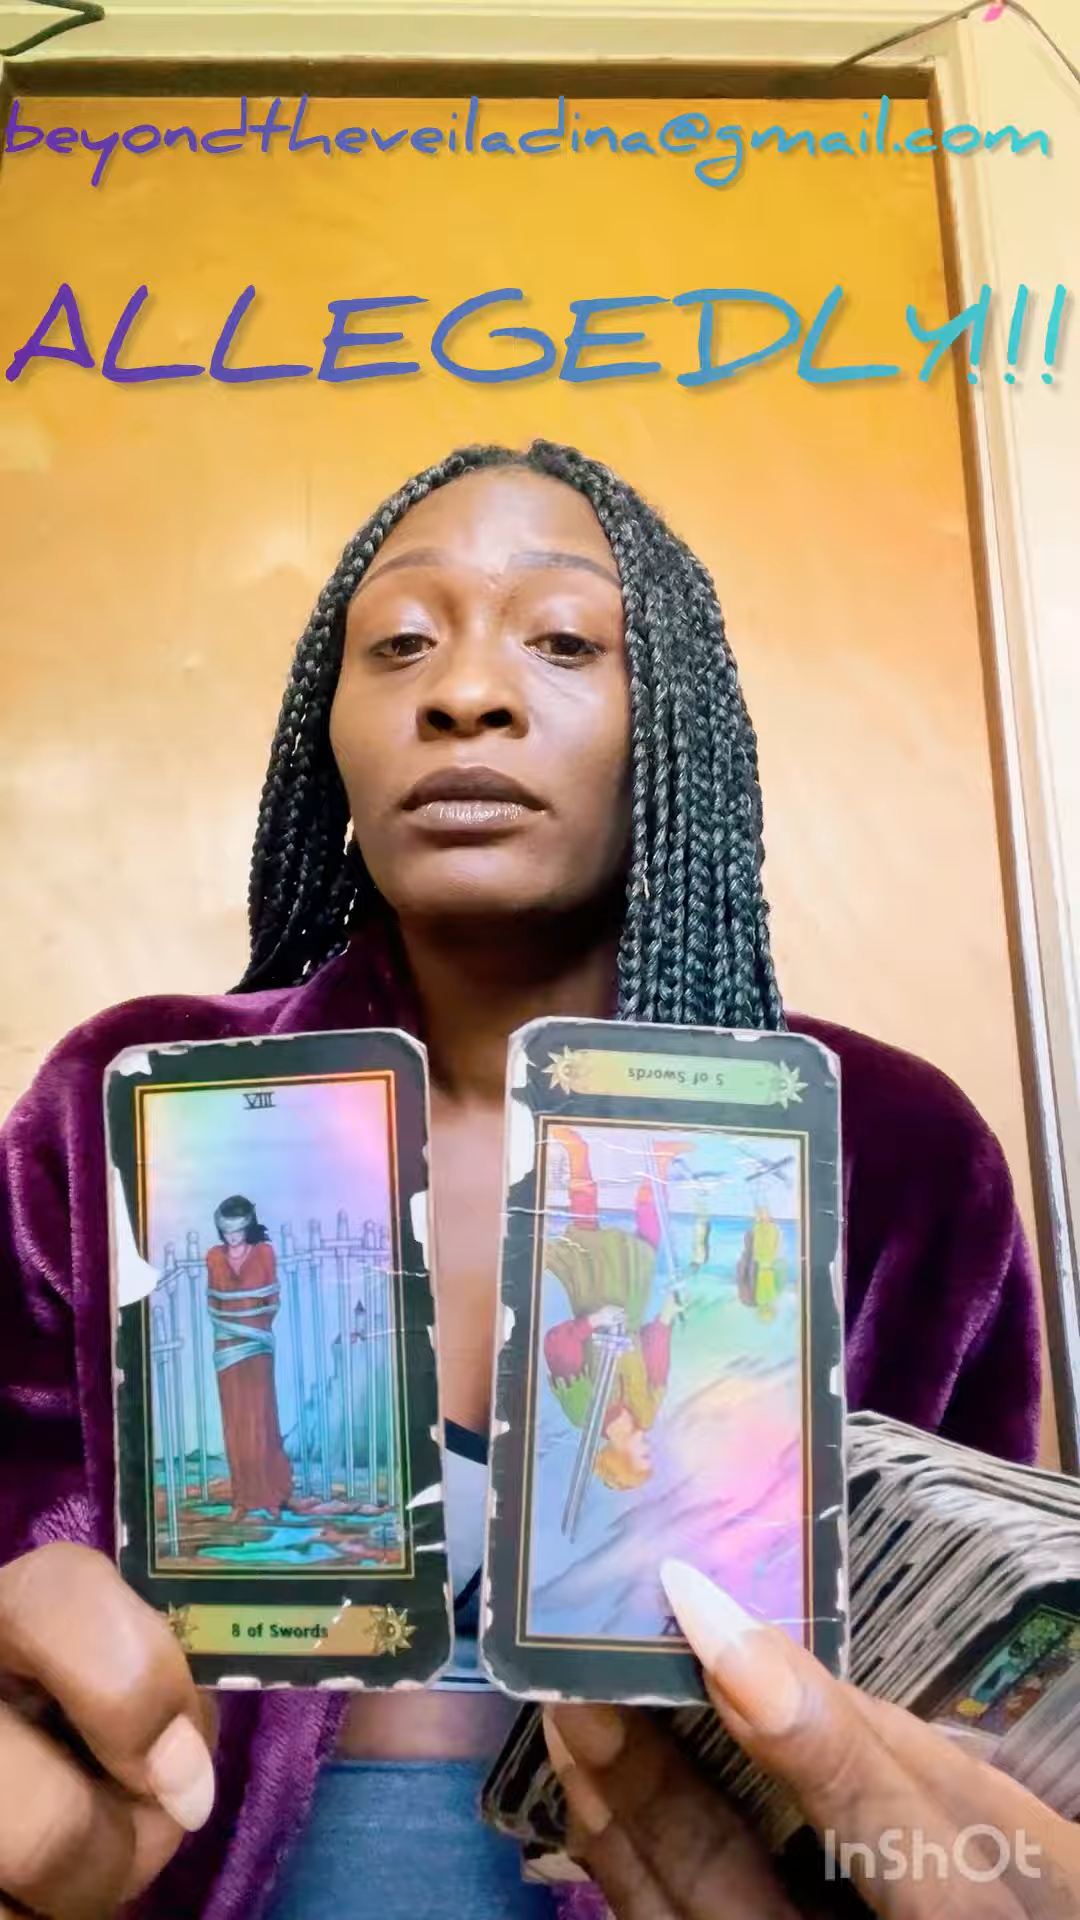 beyondtheveiladina@gmail.com
ALLEGEDLY!!!
5 of Swords
VIII
8 of Swords
InShOt